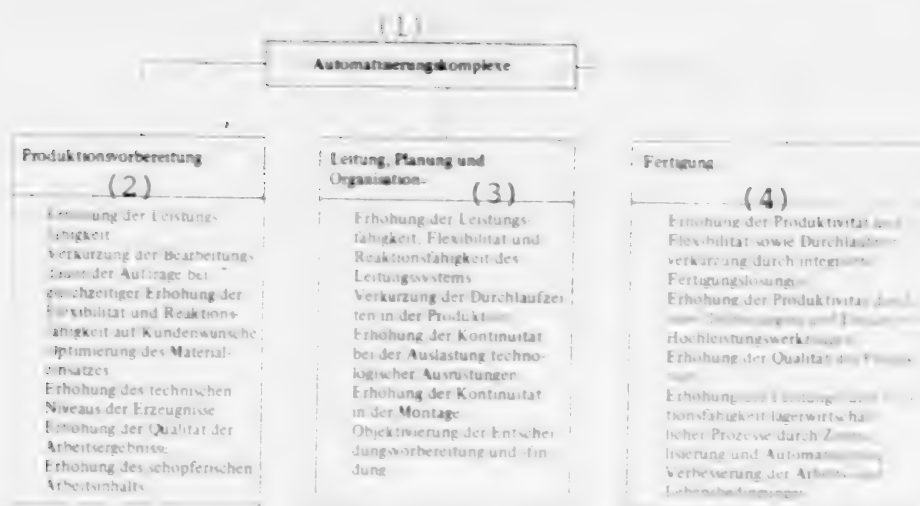 (1)
Automatisierungskomplexe
Produktionsvorbereitung
(2)
der Leistungs-
fähigkeit
Verkürzung der Bearbeitungs-
der Aufträge bei
gleichzeitiger Erhöhung der
Flexibilität und Reaktions-
fähigkeit auf Kundenwünsche
Optimierung des Material-
einsatzes
Erhöhung des technischen
Niveaus der Erzeugnisse
Erhöhung der Qualität der
Arbeitsergebnisse
Erhöhung des schöpferischen
Arbeitsinhalts
Leitung, Planung und
Organisation
(3)
Erhöhung der Leistungs-
fähigkeit, Flexibilität und
Reaktionsfähigkeit des
Leitungssystems
Verkürzung der Durchlaufzei
ten in der
Erhöhung der Kontinuität
bei der Auslastung techno-
logischer Ausrüstungen
Erhöhung der Kontinuität
in der Montage
Objektivierung der Entschei
dungsvorbereitung und -fin
dung
Fertigung
(4)
Erhöhung der Produktivität und
Flexibilität sowie
verkürzung durch
Fertigungslösungen
Erhöhung der Produktivität
Erhöhung der Qualität
Erhöhung der
tionsfähigkeit
licher Prozesse durch
lisierung und
Verbesserung der